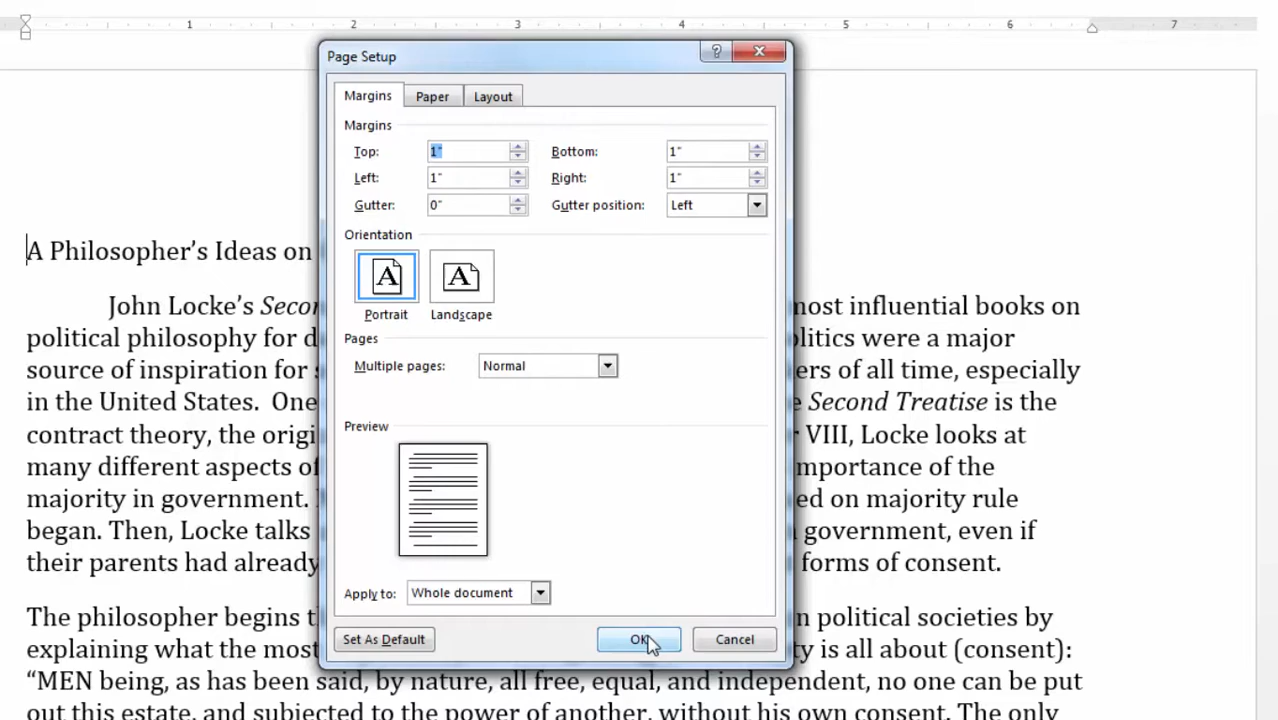 1 2 3 4 5 6 7
Page Setup ?
Margins Paper Layout
Margins
Top: 1" Bottom: 1"
Left: 1" Right: 1"
Gutter: 0" Gutter position: Left
Orientation
A A
Portrait Landscape
Pages
Multiple pages: Normal
Preview
Apply to: Whole document
Set As Default OK Cancel
A Philosopher’s Ideas on
John Locke’s most influential books on
political philosophy for politics were a major
source of inspiration for of all time, especially
in the United States. One Second Treatise is the
contract theory, the VIII, Locke looks at
many different aspects of importance of the
majority in government. on majority rule
began. Then, Locke talks government, even if
their parents had already forms of consent.
The philosopher begins in political societies by
explaining what the most is all about (consent):
“MEN being, as has been said, by nature, all free, equal, and independent, no one can be put
out this estate, and subjected to the power of another, without his own consent. The only